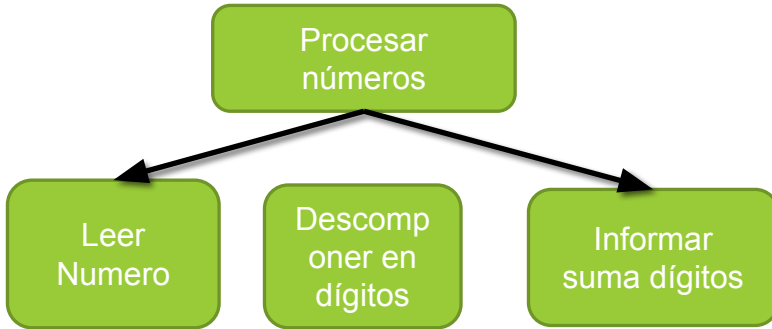 Procesar
números
Leer
Numero
Descomp
oner en
dígitos
Informar
suma dígitos